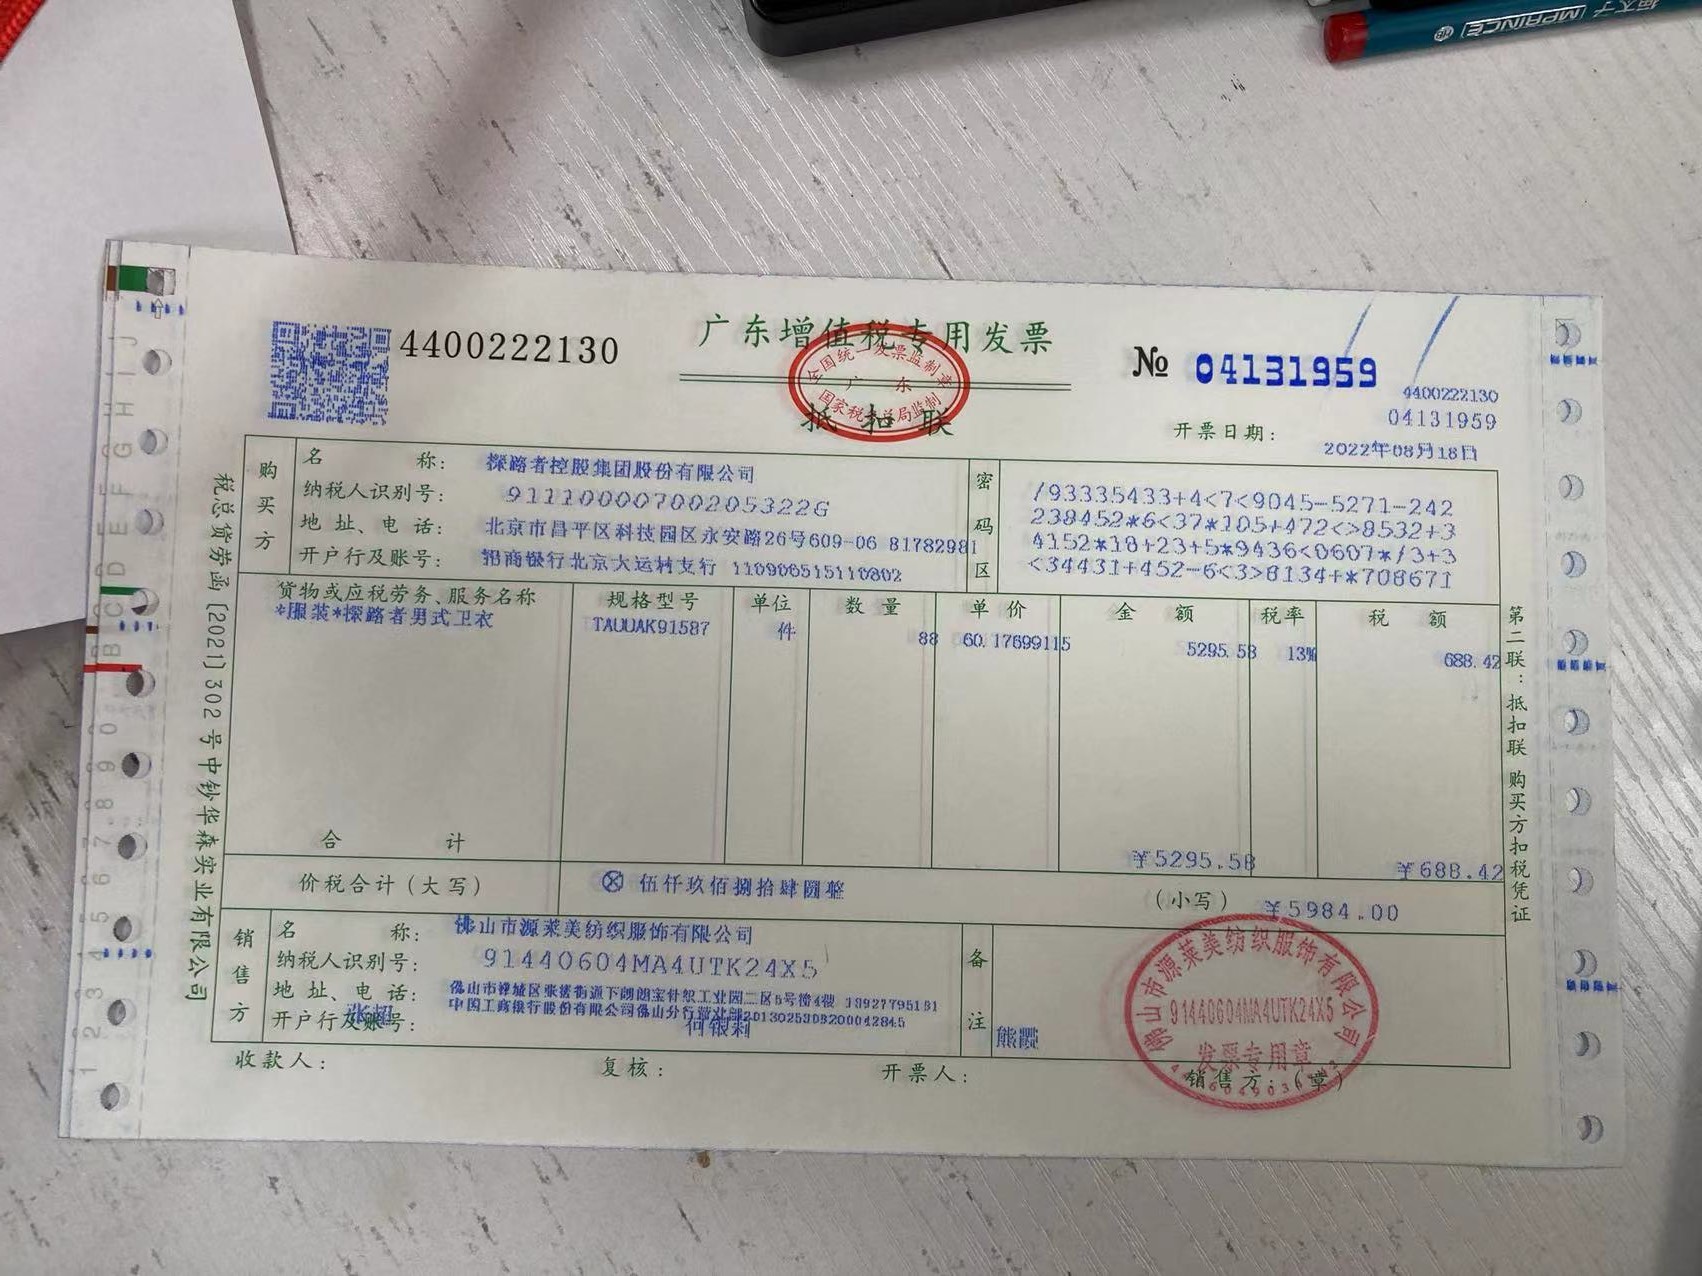 MPRINCE
4400222130
广东增值税专用发票
全国统一发票监制章
广东
国家税务总局监制
抵扣联
№ 04131959
4400222130
04131959
开票日期： 2022年08月18日
税总货劳函［2021］302号中钞华森实业有限公司
购买方
名称： 探路者控股集团股份有限公司
纳税人识别号： 91110000700205322G
地址、电话： 北京市昌平区科技园区永安路26号609-06 81782981
开户行及账号： 招商银行北京大运村支行 110906515110802
密码区
/93335433+4<7<9045-5271-242
238452*6<37*105+472<>8532+3
4152*18+23+5*9436<0607*/3+3
<34431+452-6<3>8134+*708671
货物或应税劳务、服务名称 规格型号 单位 数量 单价 金额 税率 税额
*服装*探路者男式卫衣 TAUUAK91587 件 88 60.17699115 5295.58 13% 688.42
合计 ¥5295.58 ¥688.42
价税合计（大写） ⊗ 伍仟玖佰捌拾肆圆整 （小写） ¥5984.00
销售方
名称： 佛山市源莱美纺织服饰有限公司
纳税人识别号： 91440604MA4UTK24X5
地址、电话： 佛山市禅城区张槎街道下朗朗宝针织工业园二区5号楼4楼 18927795181
开户行及账号： 中国工商银行股份有限公司佛山分行 2013025309200042845
备注
张超
何银莉
熊霞
收款人： 复核： 开票人： 销售方：（章）
佛山市源莱美纺织服饰有限公司
91440604MA4UTK24X5
发票专用章
第二联：抵扣联 购买方扣税凭证